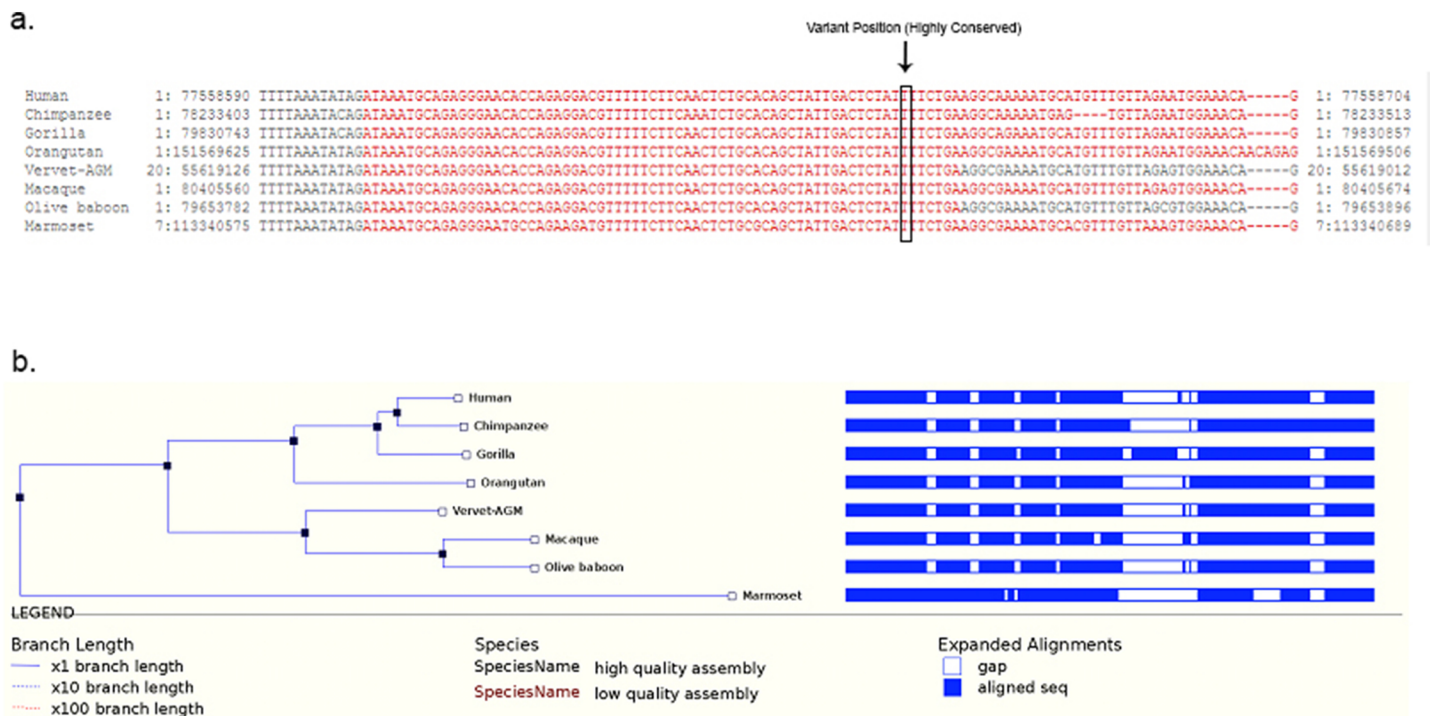 a.
Variant Position (Highly Conserved)
Human 1: 77558590 TTTTAAATATAGATAAATGCAGAGGGAACACCAGAGGACGTTTTTCTTCAACTCTGCACAGCTATTGACTCTATTTTCTGAAGGCAAAAATGCATGTTTGTTAGAATGGAAACA-----G 1: 77558704
Chimpanzee 1: 78233403 TTTTAAATACAGATAAATGCAGAGGGAACACCAGAGGACGTTTTTCTTCAAATCTGCACAGCTATTGACTCTATTTTCTGAAGGCAAAAATGAG----TGTTAGAATGGAAACA-----G 1: 78233513
Gorilla 1: 79830743 TTTTAAATATAGATAAATGCAGAGGGAACACCAGAGGACGTTTTTCTTCAACTCTGCACAGCTATTGACTCTATTTTCTGAAGGCAGAAATGCATGTTTGTTAGAATGGAAACA-----G 1: 79830857
Orangutan 1:151569625 TTTTAAATATAGATAAATGCAGAGGGAACACCAGAGGACGTTTTTCTTCAACTCTGCACAGCTATTGACTCTATTTTCTGAAGGCGAAAATGCATGTTTGTTAGAATGGAAACAACAGAG 1:151569506
Vervet-AGM 20: 55619126 TTTTAAATATAGATAAATGCAGAGGGAACACCAGAGGACGTTTTTCTTCAACTCTGCACAGCTATTGACTCTATTTTCTGAAGGCGAAAATGCATGTTTGTTAGAGTGGAAACA-----G 20: 55619012
Macaque 1: 80405560 TTTTAAATATAGATAAATGCAGAGGGAACACCAGAGGACGTTTTTCTTCAACTCTGCACAGCTATTGACTCTATTTTCTGAAGGCGAAAATGCATGTTTGTTAGAGTGGAAACA-----G 1: 80405674
Olive baboon 1: 79653782 TTTTAAATATAGATAAATGCAGAGGGAACACCAGAGGACGTTTTTCTTCAACTCTGCACAGCTATTGACTCTATTTTCTGAAGGCGAAAATGCATGTTTGTTAGCGTGGAAACA-----G 1: 79653896
Marmoset 7:113340575 TTTTAAATATAGATAAATGCAGAGGGAATGCCAGAAGATGTTTTTCTTCAACTCTGCGCAGCTATTGACTCTATTTTCTGAAGGCGAAAATGCACGTTTGTTAAAGTGGAAACA-----G 7:113340689
b.
Human
Chimpanzee
Gorilla
Orangutan
Vervet-AGM
Macaque
Olive baboon
Marmoset
LEGEND
Branch Length
x1 branch length
x10 branch length
x100 branch length
Species
SpeciesName high quality assembly
SpeciesName low quality assembly
Expanded Alignments
gap
aligned seq